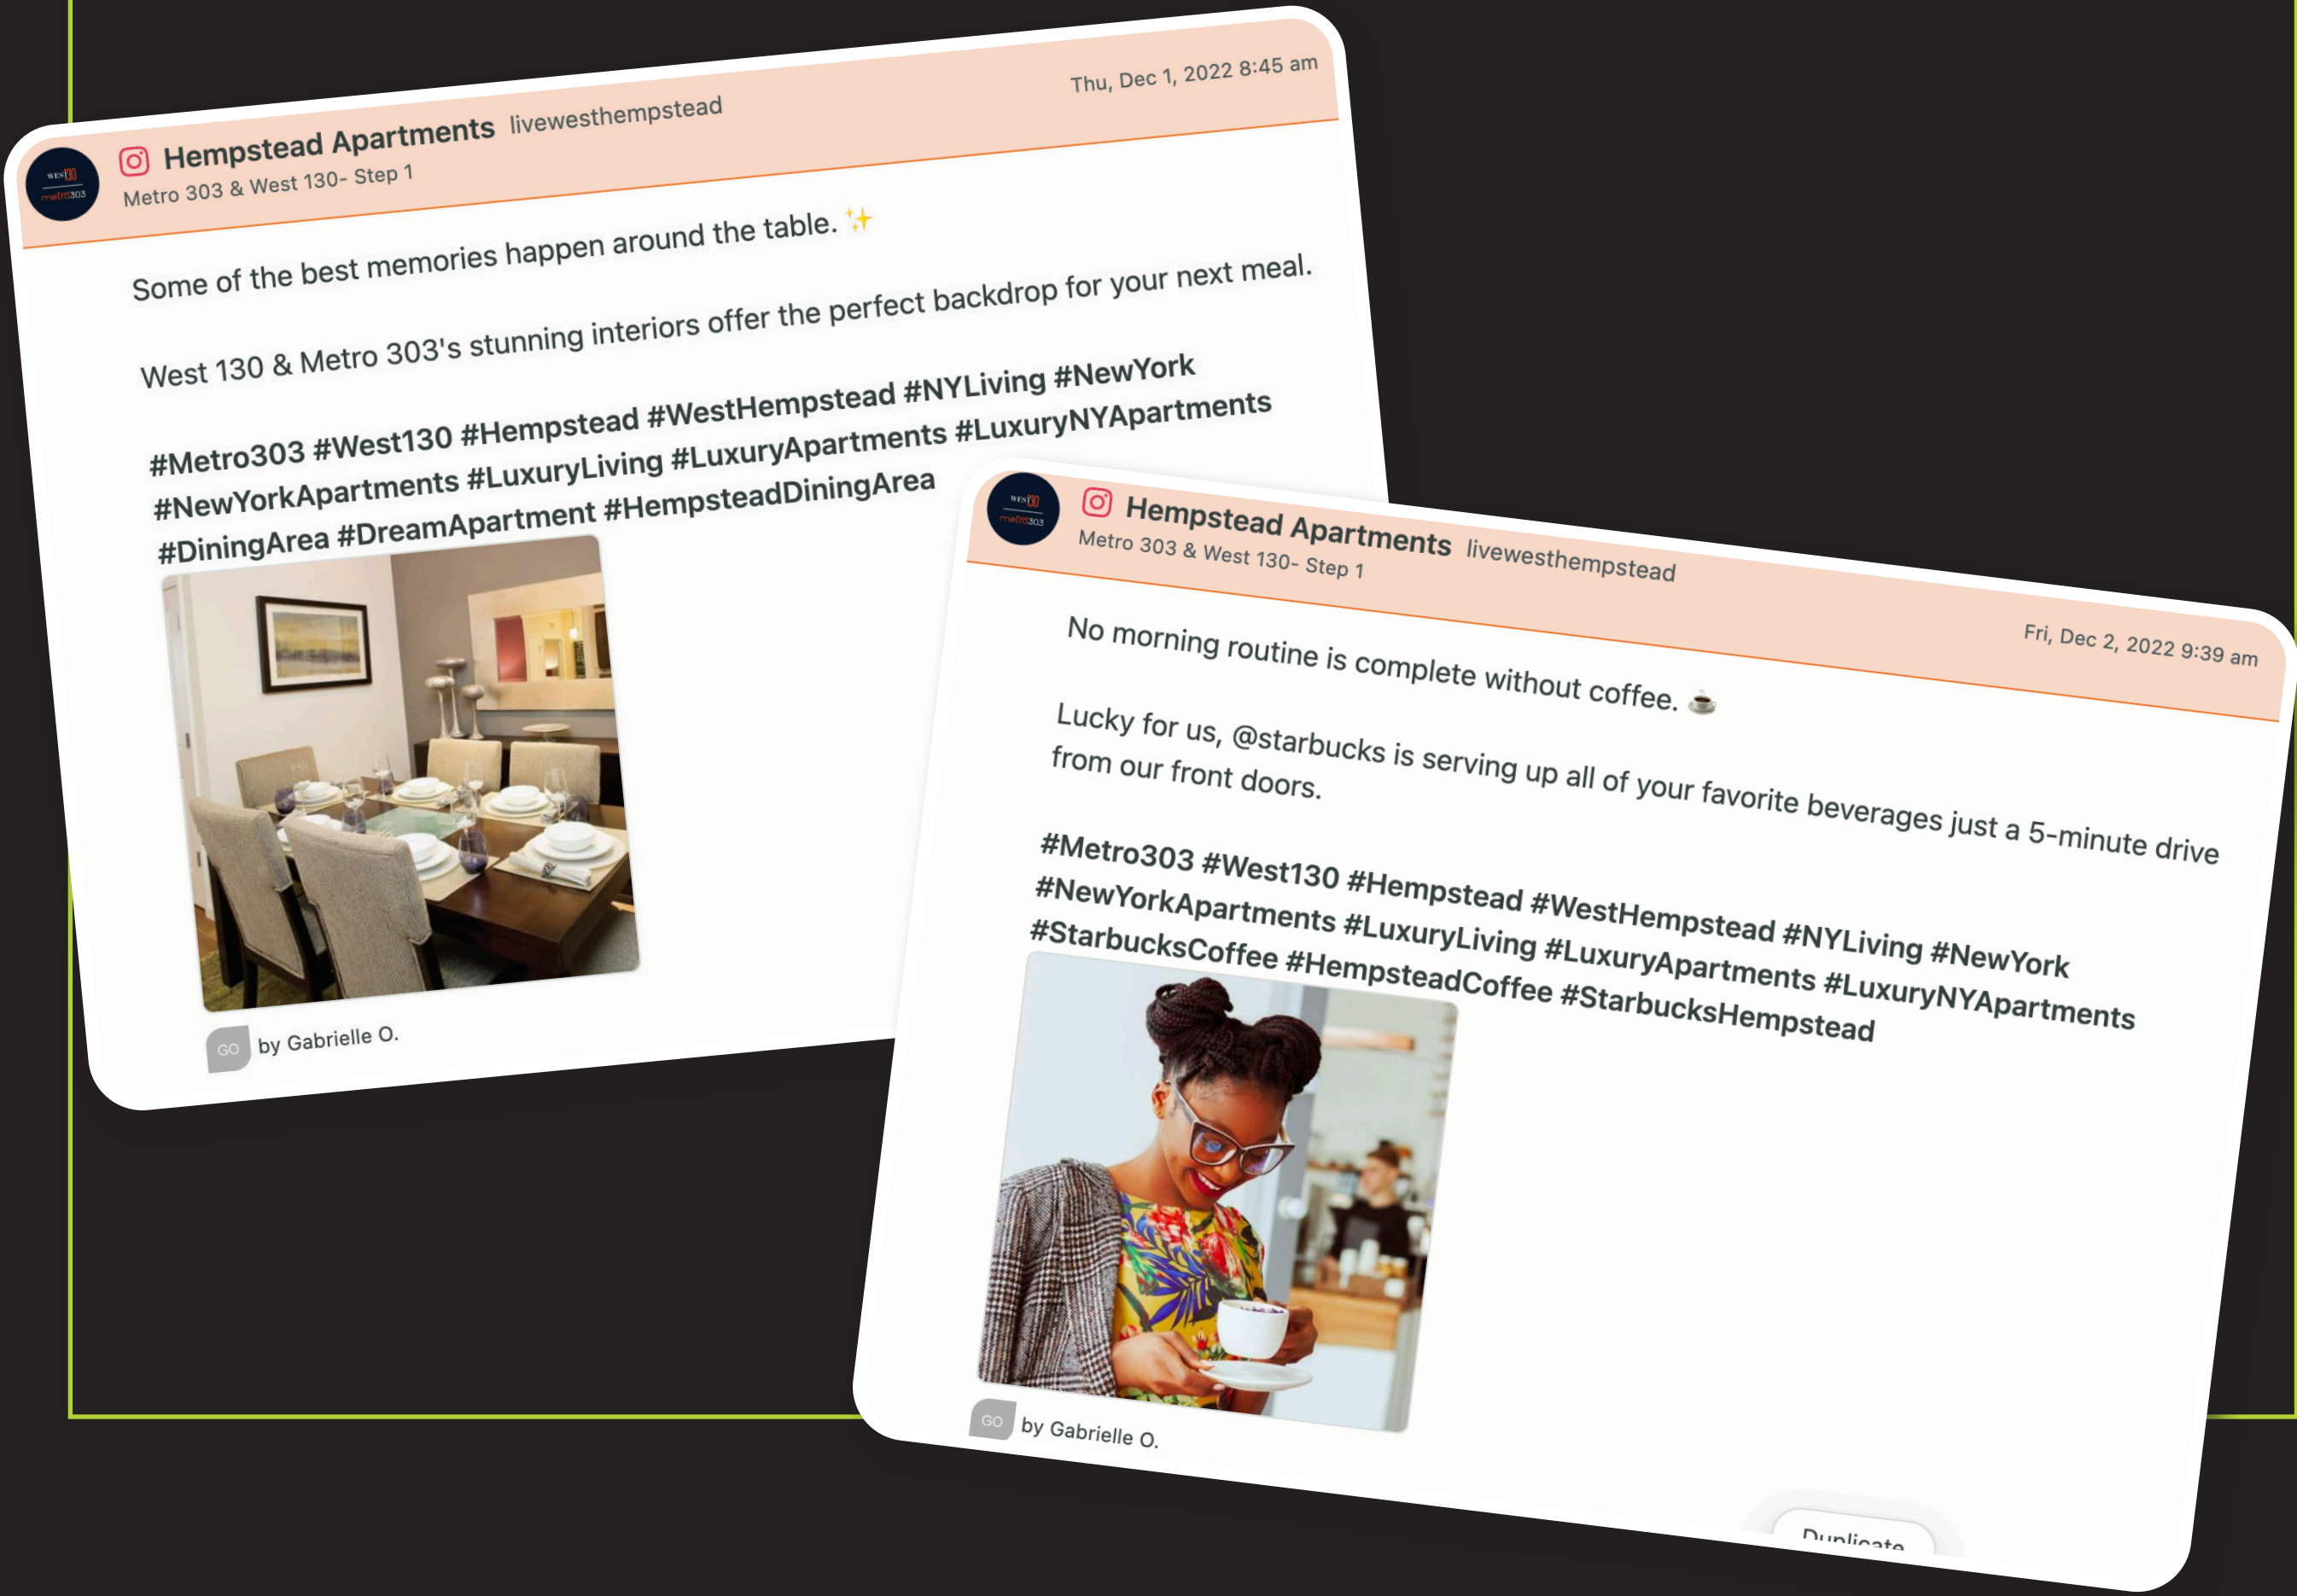 WEST130
metro303
Hempstead Apartments livewesthempstead
Thu, Dec 1, 2022 8:45 am
Metro 303 & West 130- Step 1
Some of the best memories happen around the table. ✨
West 130 & Metro 303's stunning interiors offer the perfect backdrop for your next meal.
#Metro303 #West130 #Hempstead #WestHempstead #NYLiving #NewYork
#NewYorkApartments #LuxuryLiving #LuxuryApartments #LuxuryNYApartments
#DiningArea #DreamApartment #HempsteadDiningArea
GO by Gabrielle O.
WEST130
metro303
Hempstead Apartments livewesthempstead
Fri, Dec 2, 2022 9:39 am
Metro 303 & West 130- Step 1
No morning routine is complete without coffee. ☕
Lucky for us, @starbucks is serving up all of your favorite beverages just a 5-minute drive
from our front doors.
#Metro303 #West130 #Hempstead #WestHempstead #NYLiving #NewYork
#NewYorkApartments #LuxuryLiving #LuxuryApartments #LuxuryNYApartments
#StarbucksCoffee #HempsteadCoffee #StarbucksHempstead
GO by Gabrielle O.
Duplicate